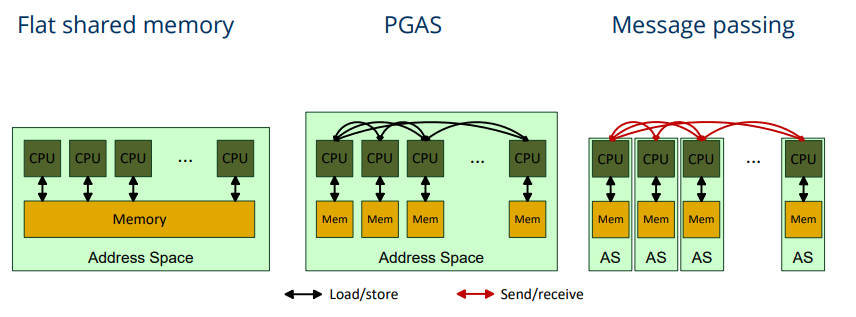 Flat shared memory
PGAS
Message passing
CPU CPU CPU ... CPU
Memory
Address Space
CPU CPU CPU ... CPU
Mem Mem Mem Mem
Address Space
CPU CPU CPU ... CPU
Mem Mem Mem Mem
AS AS AS AS
Load/store
Send/receive